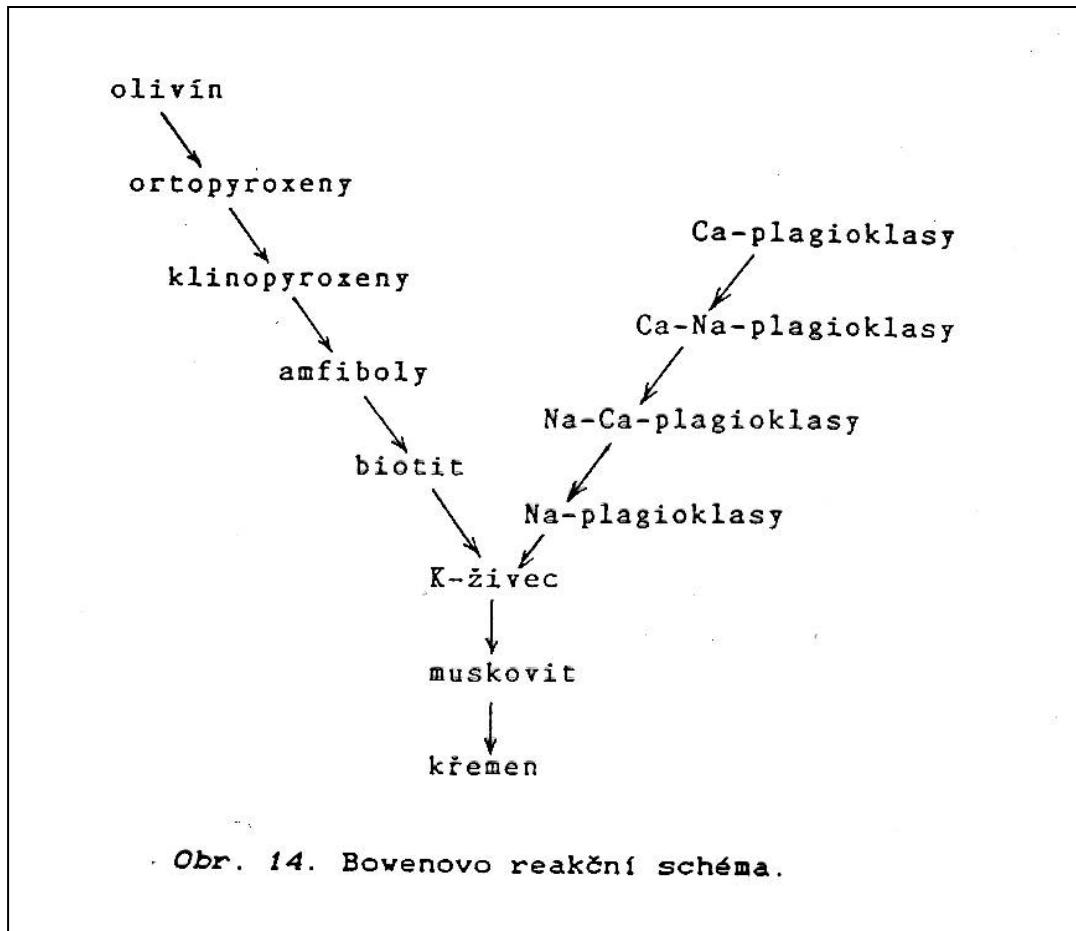 olivín
ortopyroxeny
Ca-plagioklasy
klinopyroxeny
Ca-Na-plagioklasy
amfiboly
Na-Ca-plagioklasy
biotit
Na-plagioklasy
K-živec
muskovit
křemen
Obr. 14. Bowenovo reakční schéma.